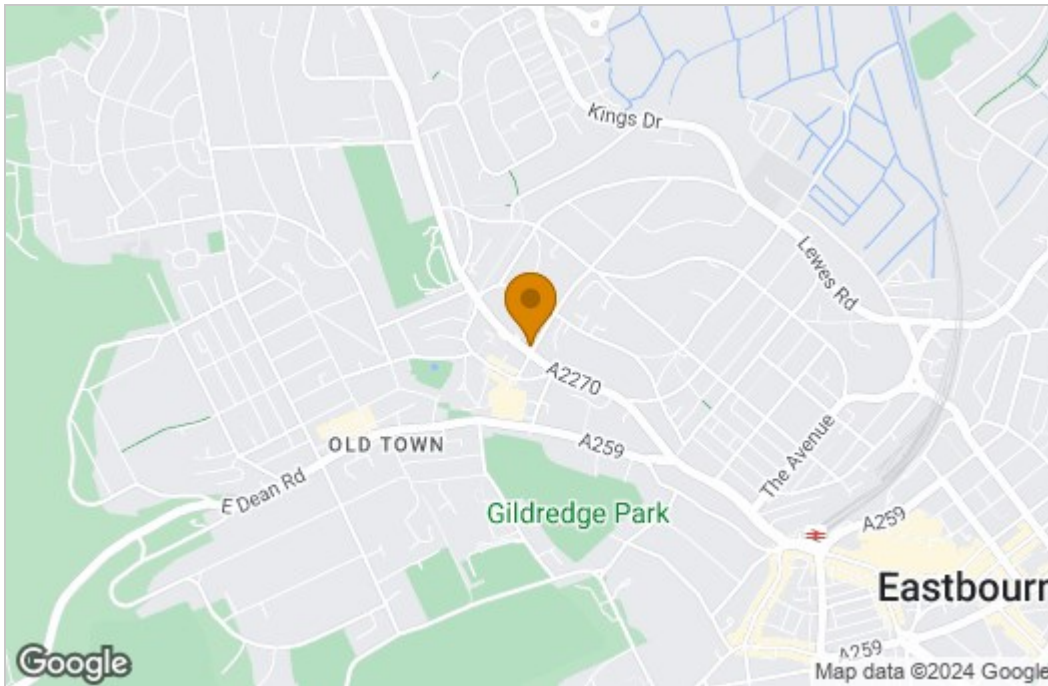 Kings Dr
Lewes Rd
A2270
The Avenue
A259
OLD TOWN
E Dean Rd
Gildredge Park
A259
Eastbourn
A259
Google
Map data ©2024 Google